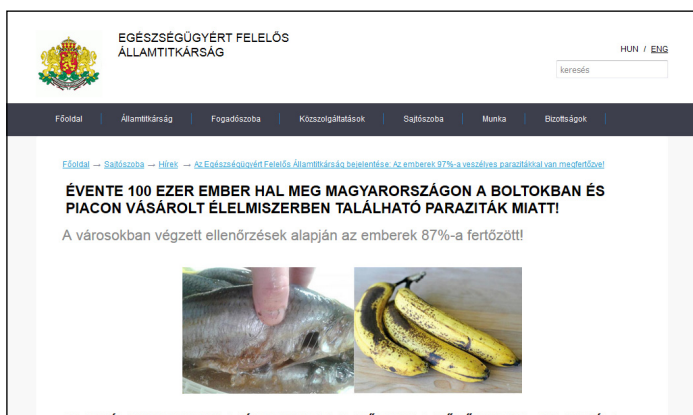 EGÉSZSÉGÜGYÉRT FELELŐS
ÁLLAMTITKÁRSÁG
HUN / ENG
keresés
Főoldal Államtitkárság Fogadószoba Közszolgáltatások Sajtószoba Munka Bizottságok
Főoldal → Sajtószoba → Hírek → Az Egészségügyért Felelős Államtitkárság bejelentése: Az emberek 97%-a veszélyes parazitákkal van megfertőzve!
ÉVENTE 100 EZER EMBER HAL MEG MAGYARORSZÁGON A BOLTOKBAN ÉS
PIACON VÁSÁROLT ÉLELMISZERBEN TALÁLHATÓ PARAZITÁK MIATT!
A városokban végzett ellenőrzések alapján az emberek 87%-a fertőzött!